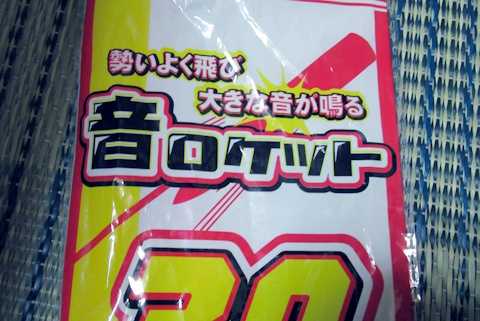 勢いよく飛び
大きな音が鳴る
音ロケット